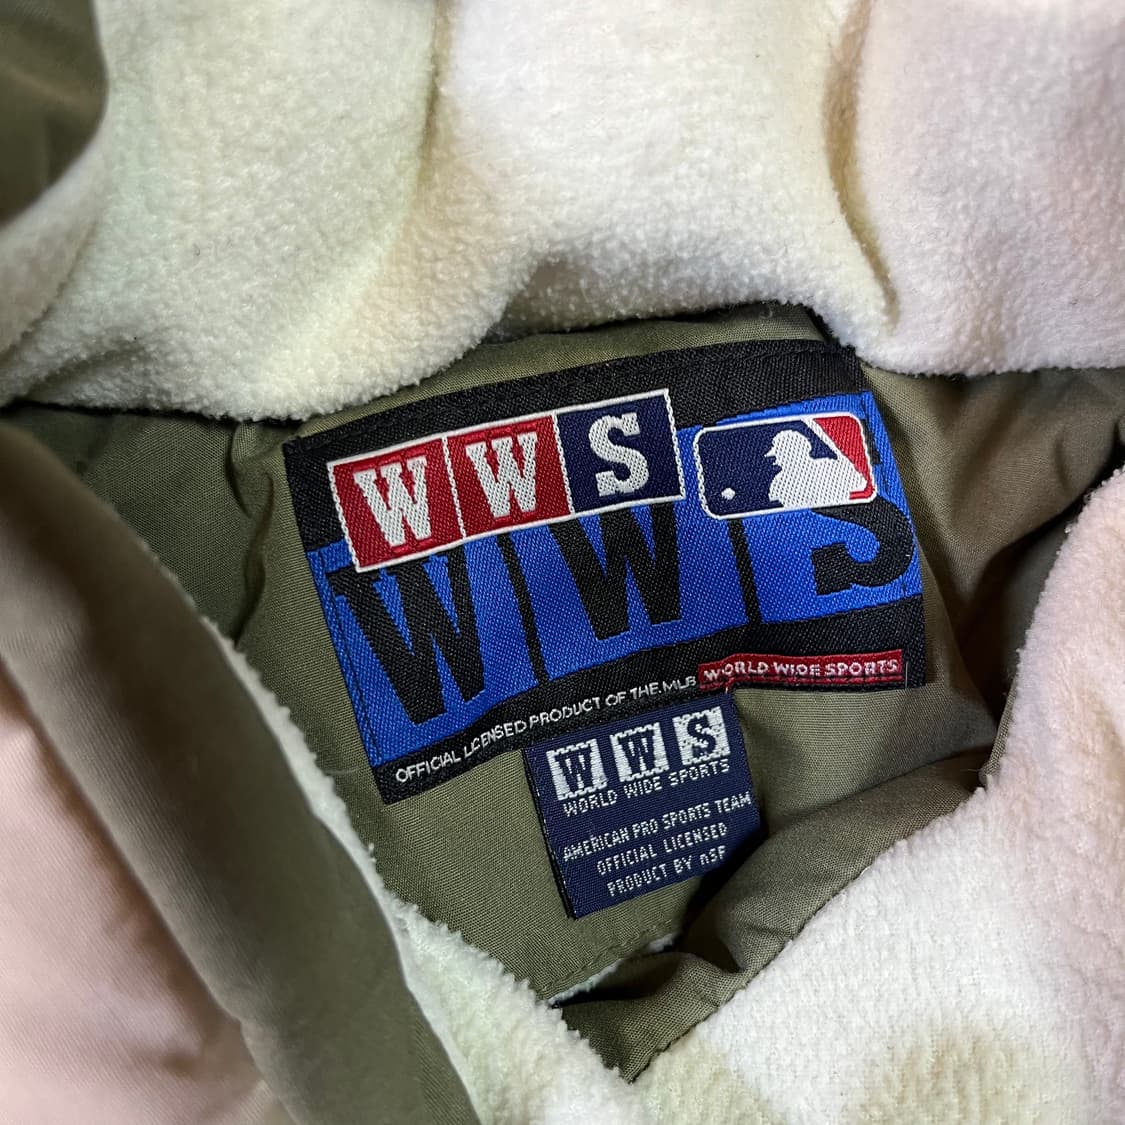 WWS
WWS
OFFICIAL LICENSED PRODUCT OF THE MLB
WORLD WIDE SPORTS
WWS
WORLD WIDE SPORTS
AMERICAN PRO SPORTS TEAM
OFFICIAL LICENSED
PRODUCT BY nSF